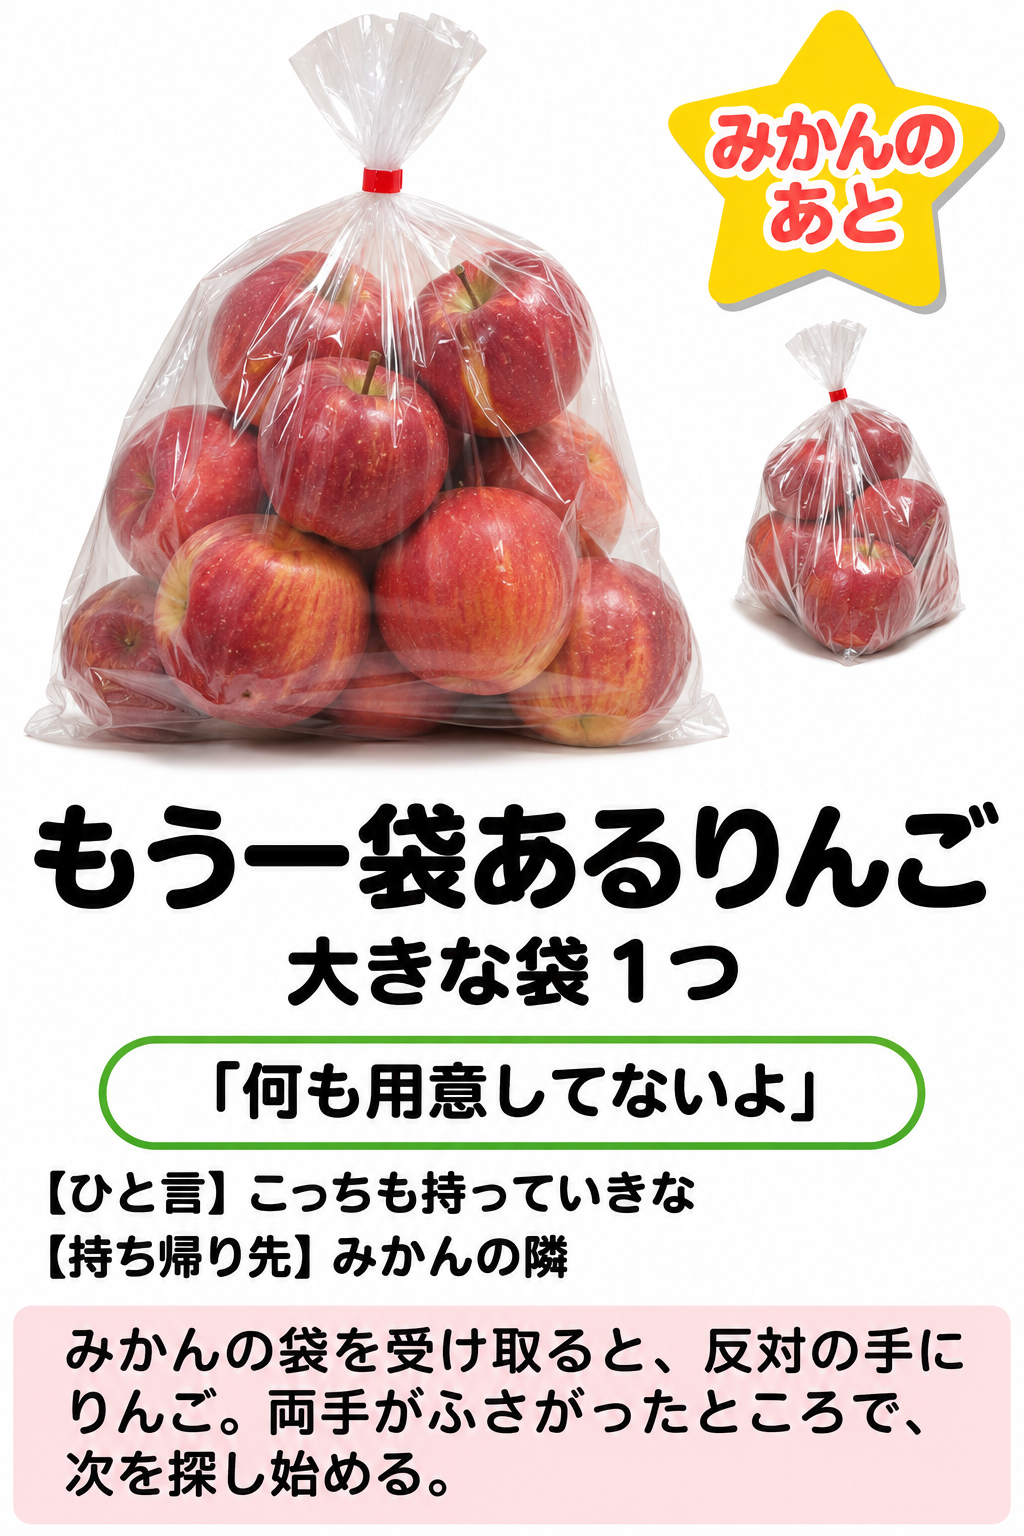 みかんの
あと
もう一袋あるりんご
大きな袋1つ
「何も用意してないよ」
【ひと言】こっちも持っていきな
【持ち帰り先】みかんの隣
みかんの袋を受け取ると、反対の手に
りんご。両手がふさがったところで、
次を探し始める。